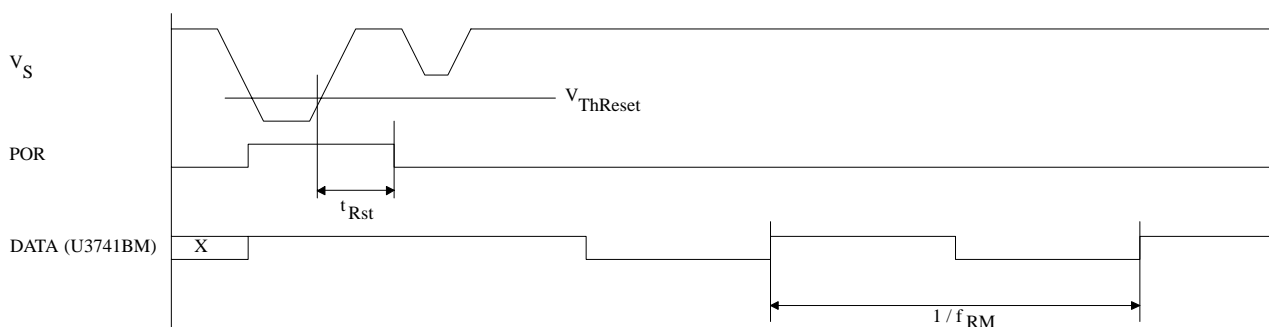 V_S
V_ThReset
POR
t_Rst
DATA (U3741BM)
X
1 / f_RM